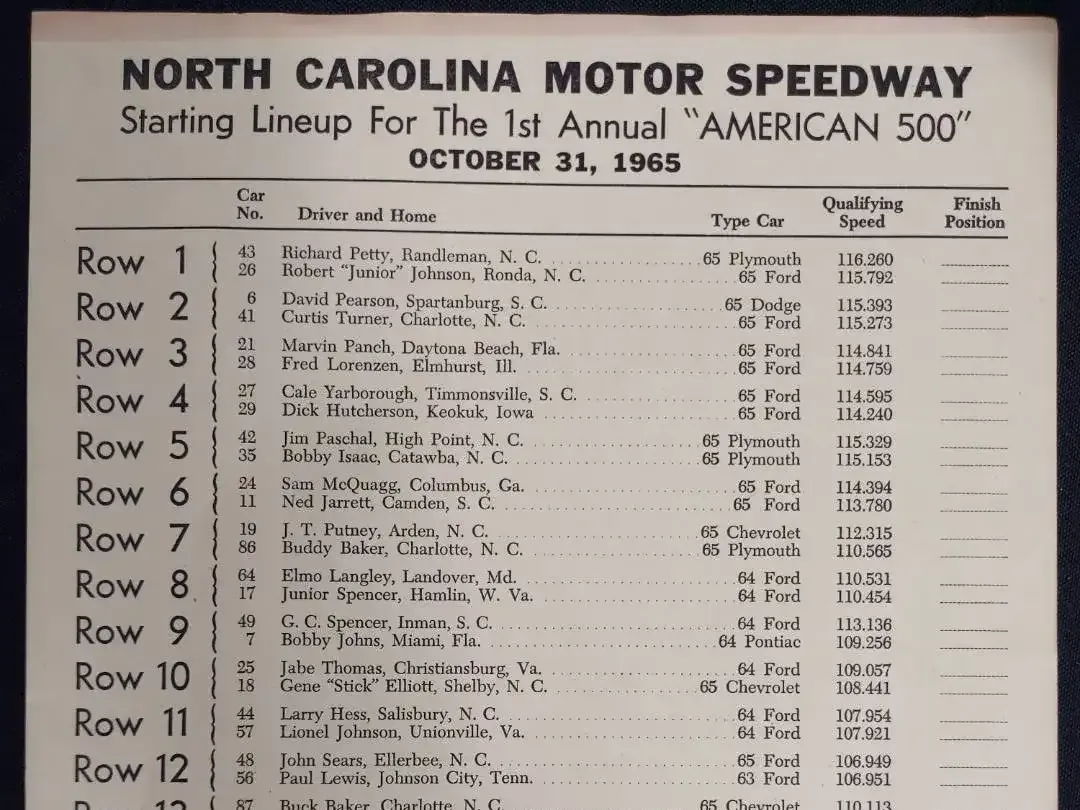 NORTH CAROLINA MOTOR SPEEDWAY
Starting Lineup For The 1st Annual "AMERICAN 500"
OCTOBER 31, 1965
Car No. Driver and Home Type Car Qualifying Speed Finish Position
Row 1 43 Richard Petty, Randleman, N. C. 65 Plymouth 116.260
26 Robert "Junior" Johnson, Ronda, N. C. 65 Ford 115.792
Row 2 6 David Pearson, Spartanburg, S. C. 65 Dodge 115.393
41 Curtis Turner, Charlotte, N. C. 65 Ford 115.273
Row 3 21 Marvin Panch, Daytona Beach, Fla. 65 Ford 114.841
28 Fred Lorenzen, Elmhurst, Ill. 65 Ford 114.759
Row 4 27 Cale Yarborough, Timmonsville, S. C. 65 Ford 114.595
29 Dick Hutcherson, Keokuk, Iowa 65 Ford 114.240
Row 5 42 Jim Paschal, High Point, N. C. 65 Plymouth 115.329
35 Bobby Isaac, Catawba, N. C. 65 Plymouth 115.153
Row 6 24 Sam McQuagg, Columbus, Ga. 65 Ford 114.394
11 Ned Jarrett, Camden, S. C. 65 Ford 113.780
Row 7 19 J. T. Putney, Arden, N. C. 65 Chevrolet 112.315
86 Buddy Baker, Charlotte, N. C. 65 Plymouth 110.565
Row 8 64 Elmo Langley, Landover, Md. 64 Ford 110.531
17 Junior Spencer, Hamlin, W. Va. 64 Ford 110.454
Row 9 49 G. C. Spencer, Inman, S. C. 64 Ford 113.136
7 Bobby Johns, Miami, Fla. 64 Pontiac 109.256
Row 10 25 Jabe Thomas, Christiansburg, Va. 64 Ford 109.057
18 Gene "Stick" Elliott, Shelby, N. C. 65 Chevrolet 108.441
Row 11 44 Larry Hess, Salisbury, N. C. 64 Ford 107.954
57 Lionel Johnson, Unionville, Va. 64 Ford 107.921
Row 12 48 John Sears, Ellerbee, N. C. 65 Ford 106.949
56 Paul Lewis, Johnson City, Tenn. 63 Ford 106.951
Row 13 87 Buck Baker, Charlotte, N. C. 65 Chevrolet 110.113